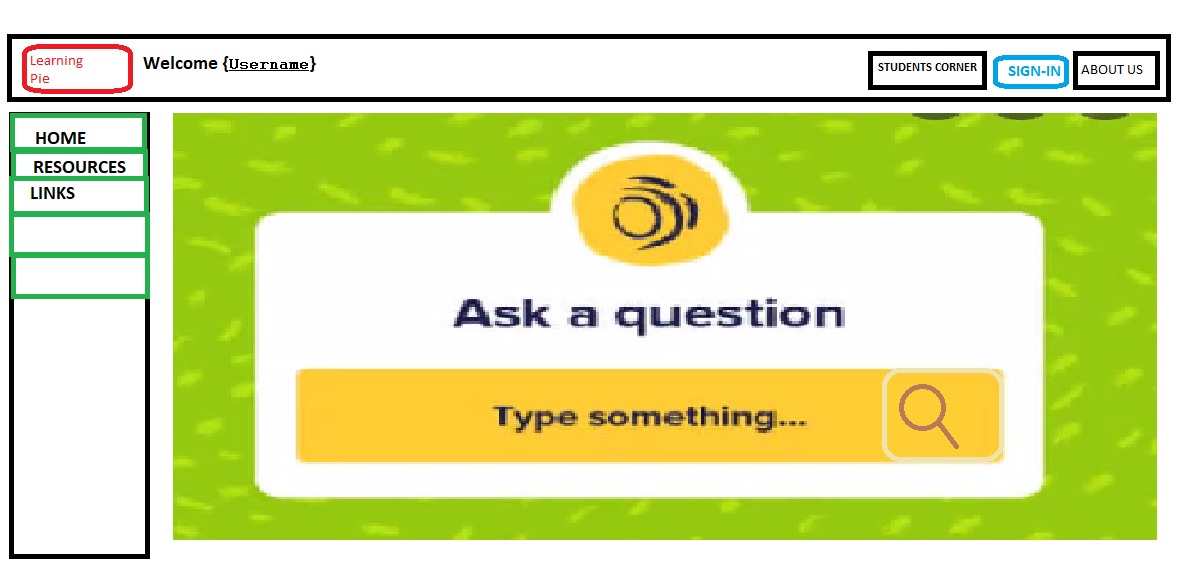 Learning
Pie
Welcome {Username}
STUDENTS CORNER
SIGN-IN
ABOUT US
HOME
RESOURCES
LINKS
Ask a question
Type something...